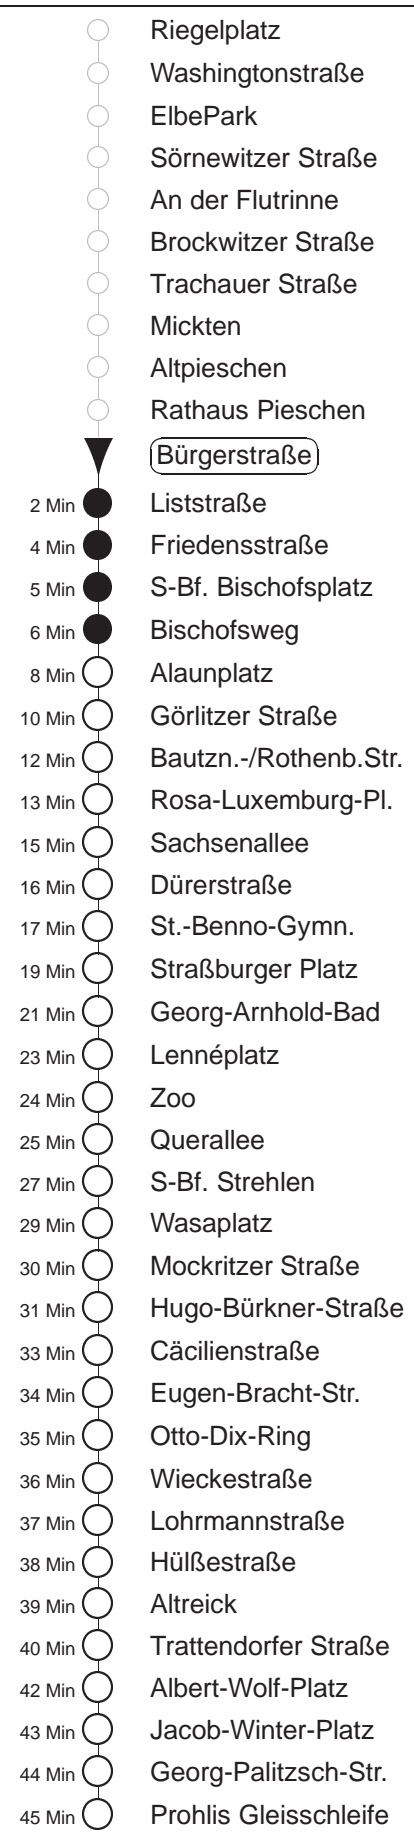 Riegelplatz
Washingtonstraße
ElbePark
Sörnewitzer Straße
An der Flutrinne
Brockwitzer Straße
Trachauer Straße
Mickten
Altpieschen
Rathaus Pieschen
Bürgerstraße
2 Min Liststraße
4 Min Friedensstraße
5 Min S-Bf. Bischofsplatz
6 Min Bischofsweg
8 Min Alaunplatz
10 Min Görlitzer Straße
12 Min Bautzn.-/Rothenb.Str.
13 Min Rosa-Luxemburg-Pl.
15 Min Sachsenallee
16 Min Dürerstraße
17 Min St.-Benno-Gymn.
19 Min Straßburger Platz
21 Min Georg-Arnhold-Bad
23 Min Lennéplatz
24 Min Zoo
25 Min Querallee
27 Min S-Bf. Strehlen
29 Min Wasaplatz
30 Min Mockritzer Straße
31 Min Hugo-Bürkner-Straße
33 Min Cäcilienstraße
34 Min Eugen-Bracht-Str.
35 Min Otto-Dix-Ring
36 Min Wieckestraße
37 Min Lohrmannstraße
38 Min Hülßestraße
39 Min Altreick
40 Min Trattendorfer Straße
42 Min Albert-Wolf-Platz
43 Min Jacob-Winter-Platz
44 Min Georg-Palitzsch-Str.
45 Min Prohlis Gleisschleife